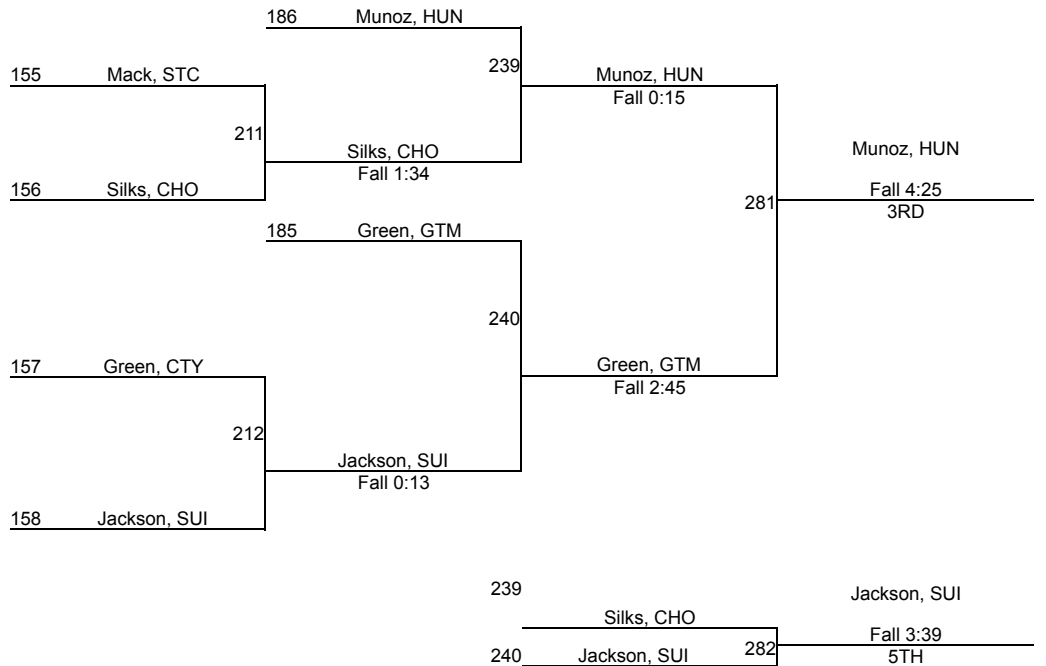 186 Munoz, HUN
239
155 Mack, STC
Munoz, HUN
Fall 0:15
211
Silks, CHO
Fall 1:34
Munoz, HUN
156 Silks, CHO
281
Fall 4:25
3RD
185 Green, GTM
240
157 Green, CTY
Green, GTM
Fall 2:45
212
Jackson, SUI
Fall 0:13
158 Jackson, SUI
239
Jackson, SUI
Silks, CHO
282
Fall 3:39
240 Jackson, SUI
5TH